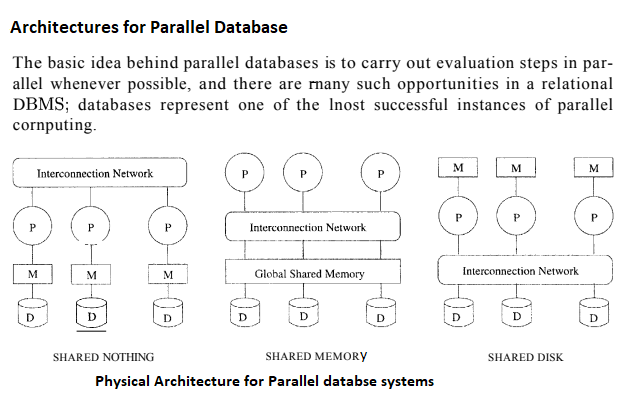 Architectures for Parallel Database
The basic idea behind parallel databases is to carry out evaluation steps in par-
allel whenever possible, and there are rnany such opportunities in a relational
DBMS; databases represent one of the lnost successful instances of parallel
cornputing.
Interconnection Network
P P P
M M M
D D D
SHARED NOTHING
P P P
Interconnection Network
Global Shared Memory
D D D
SHARED MEMORy
M M M
P P P
Interconnection Network
D D D
SHARED DISK
Physical Architecture for Parallel databse systems